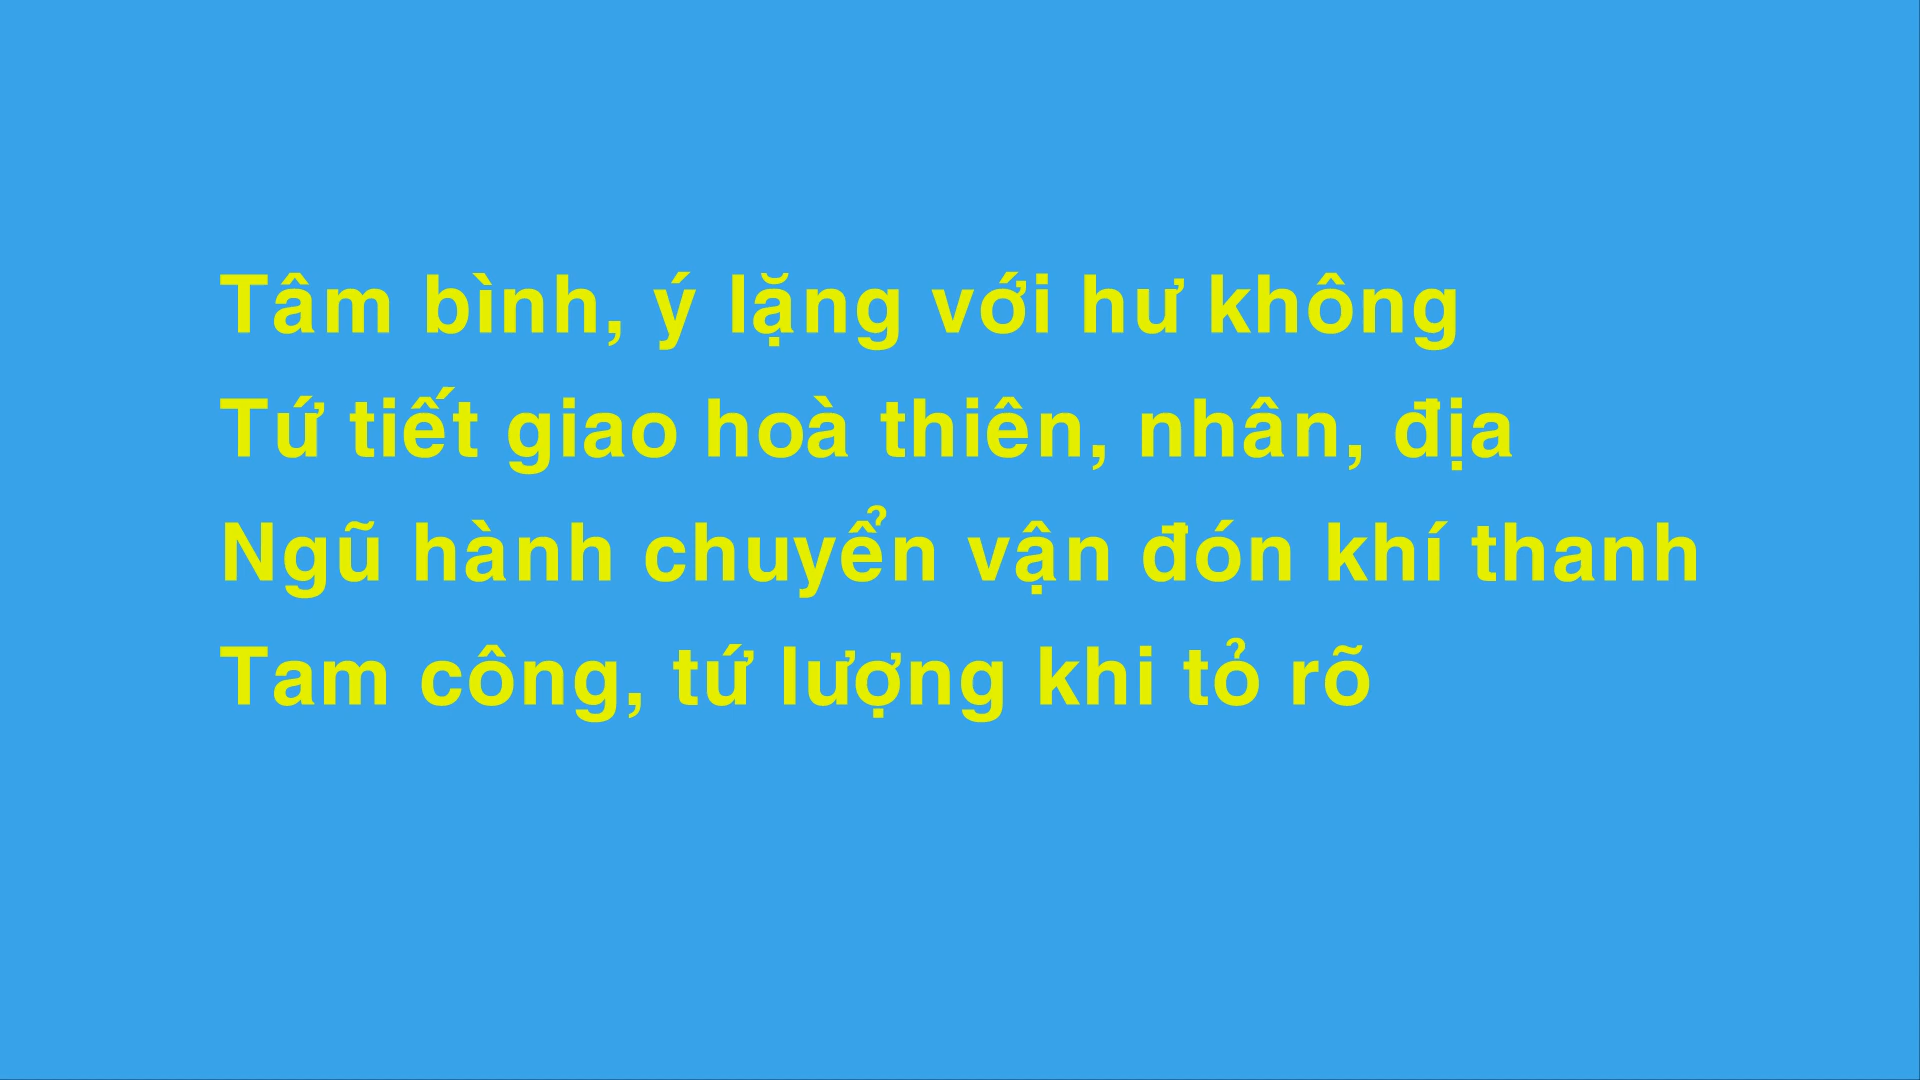 Tâm bình, ý lặng với hư không
Tứ tiết giao hoà thiên, nhân, địa
Ngũ hành chuyển vận đón khí thanh
Tam công, tứ lượng khi tỏ rõ